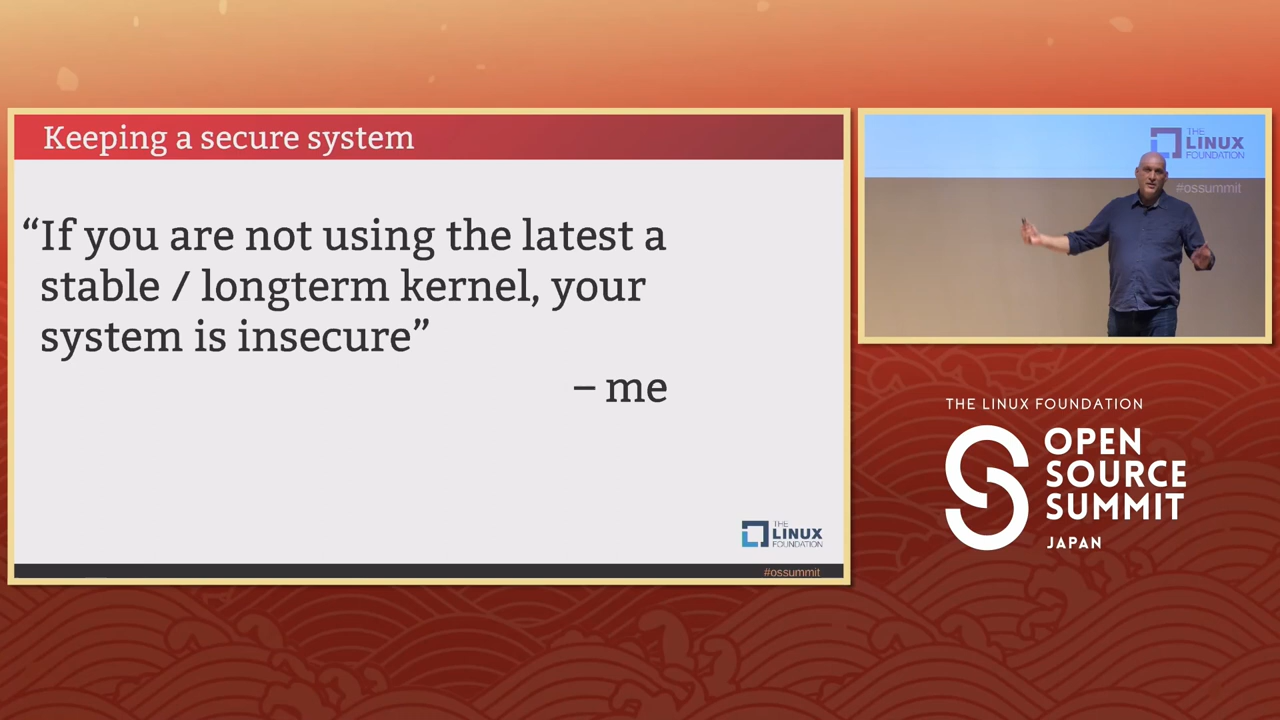 Keeping a secure system
“If you are not using the latest a
stable / longterm kernel, your
system is insecure”
– me
THE
LINUX
FOUNDATION
#ossummit
THE
LINUX
FOUNDATION
#ossummit
THE LINUX FOUNDATION
OPEN
SOURCE
SUMMIT
JAPAN